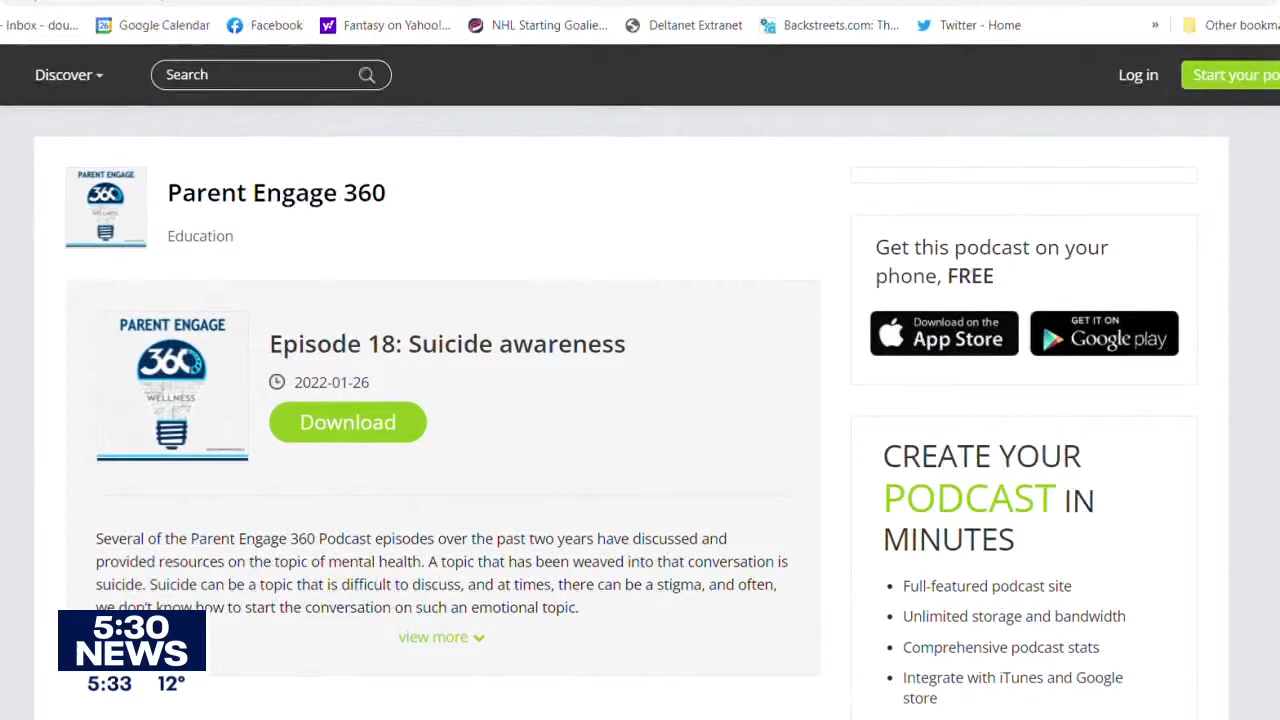 - Inbox - dou...
Google Calendar
Facebook
Fantasy on Yahoo!...
NHL Starting Goalie...
Deltanet Extranet
Backstreets.com: Th...
Twitter - Home
»
Other bookma
Discover
Search
Log in
Start your po
PARENT ENGAGE
360
WELLNESS
Parent Engage 360
Education
PARENT ENGAGE
360
WELLNESS
Episode 18: Suicide awareness
2022-01-26
Download
Several of the Parent Engage 360 Podcast episodes over the past two years have discussed and
provided resources on the topic of mental health. A topic that has been weaved into that conversation is
suicide. Suicide can be a topic that is difficult to discuss, and at times, there can be a stigma, and often,
we don't know how to start the conversation on such an emotional topic.
view more
Get this podcast on your
phone, FREE
Download on the
App Store
GET IT ON
Google play
CREATE YOUR
PODCAST IN
MINUTES
• Full-featured podcast site
• Unlimited storage and bandwidth
• Comprehensive podcast stats
• Integrate with iTunes and Google
store
5:30
NEWS
5:33 12°